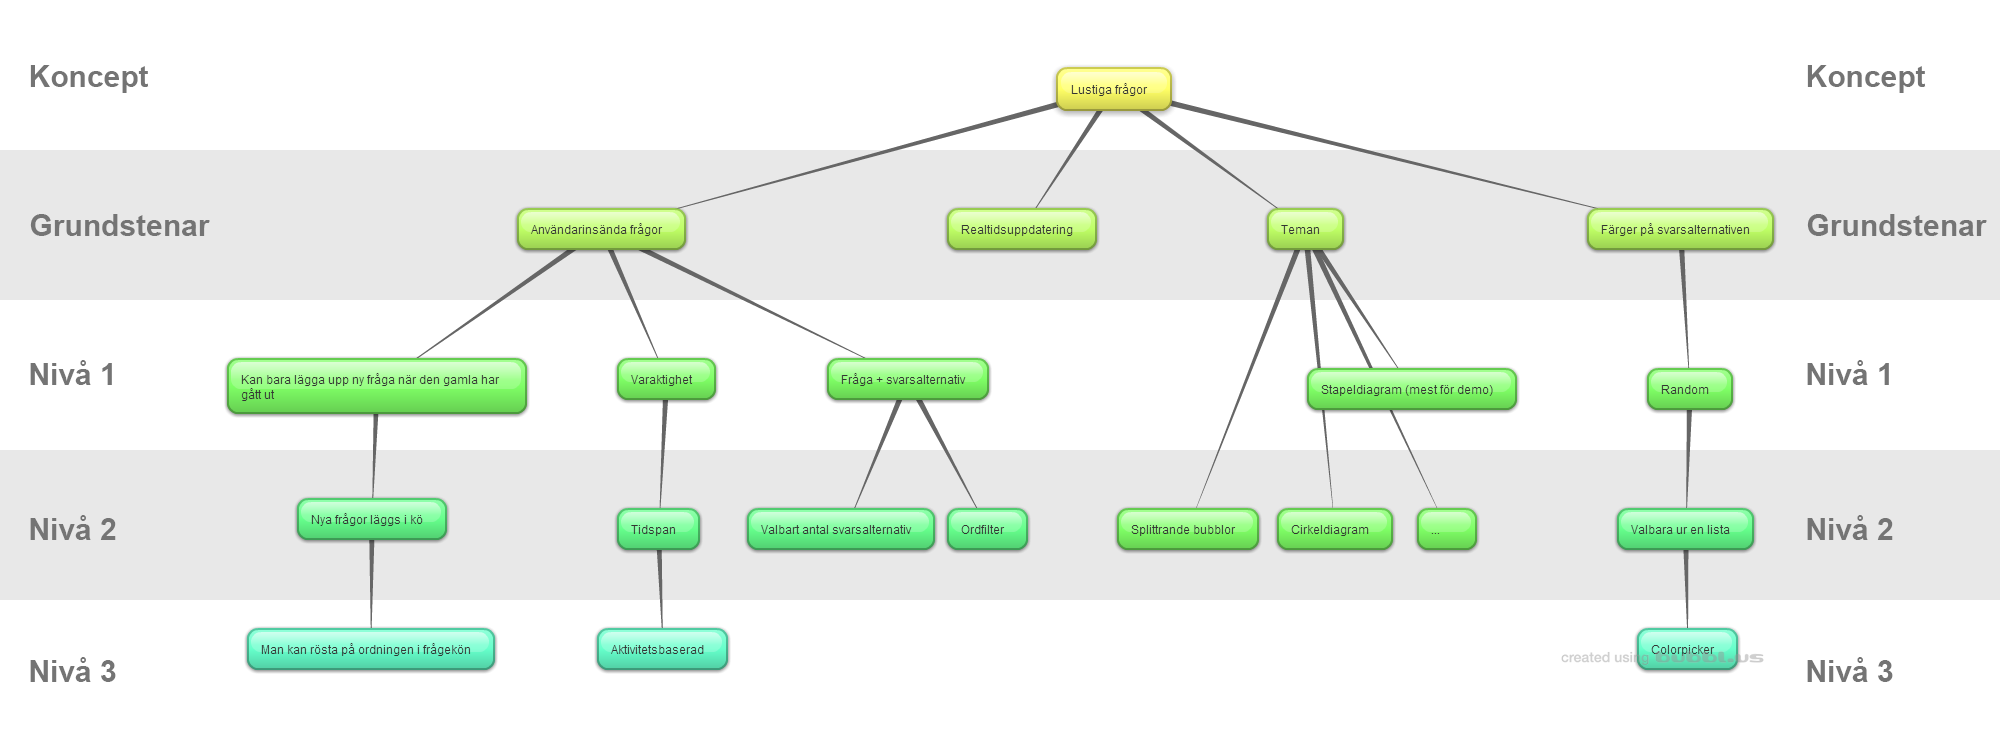 Koncept
Lustiga frågor
Koncept
Grundstenar
Användarinsända frågor
Realtidsuppdatering
Teman
Färger på svarsalternativen
Grundstenar
Nivå 1
Kan bara lägga upp ny fråga när den gamla har
gått ut
Varaktighet
Fråga + svarsalternativ
Stapeldiagram (mest för demo)
Random
Nivå 1
Nivå 2
Nya frågor läggs i kö
Tidspan
Valbart antal svarsalternativ
Ordfilter
Splittrande bubblor
Cirkeldiagram
...
Valbara ur en lista
Nivå 2
Nivå 3
Man kan rösta på ordningen i frågekön
Aktivitetsbaserad
Colorpicker
created using bubbl.us
Nivå 3